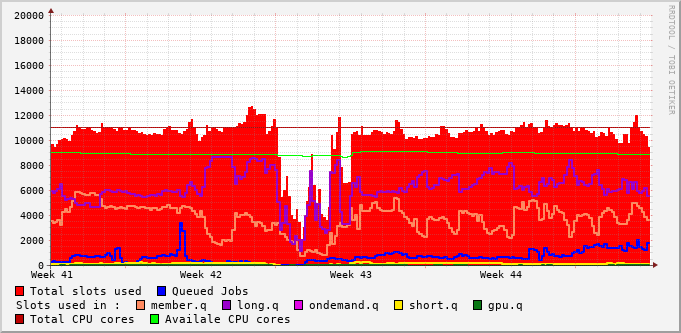 RRDTOOL / TOBI OETIKER
20000
18000
16000
14000
12000
10000
8000
6000
4000
2000
0
Week 41 Week 42 Week 43 Week 44
Total slots used Queued Jobs
Slots used in : member.q long.q ondemand.q short.q gpu.q
Total CPU cores Availale CPU cores